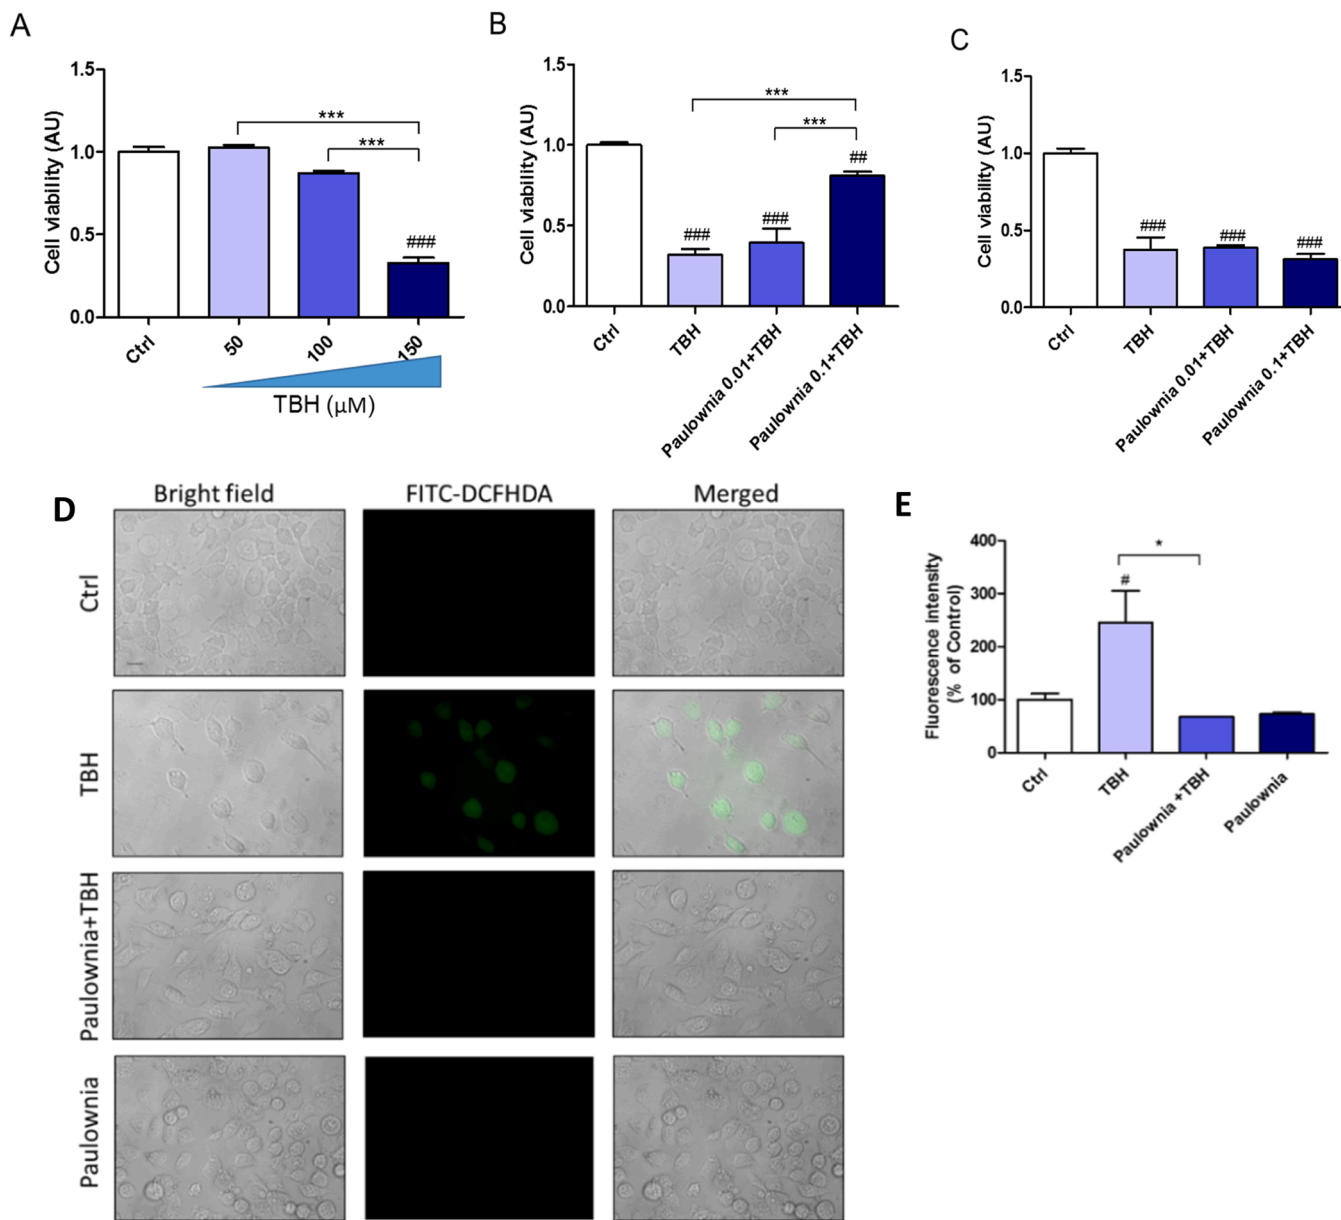 A
Cell viability (AU)
1.5
1.0
0.5
0.0
***
***
###
Ctrl
50
100
150
TBH (µM)
B
Cell viability (AU)
1.5
1.0
0.5
0.0
***
***
##
###
###
Ctrl
TBH
Paulownia 0.01+TBH
Paulownia 0.1+TBH
C
Cell viability (AU)
1.5
1.0
0.5
0.0
###
###
###
Ctrl
TBH
Paulownia 0.01+TBH
Paulownia 0.1+TBH
D
Bright field
FITC-DCFHDA
Merged
Ctrl
TBH
Paulownia+TBH
Paulownia
E
Fluorescence intensity
(% of Control)
400
300
200
100
0
*
#
Ctrl
TBH
Paulownia +TBH
Paulownia